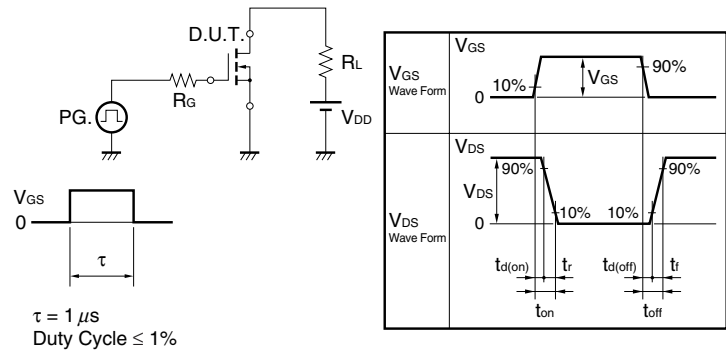 D.U.T.
RL
RG
PG.
VDD
VGS
0
τ
τ = 1 μs
Duty Cycle ≤ 1%
VGS
Wave Form
VGS
10%
VGS
90%
0
VDS
Wave Form
VDS
90%
VDS
90%
10%
10%
0
td(on)
tr
td(off)
tf
ton
toff